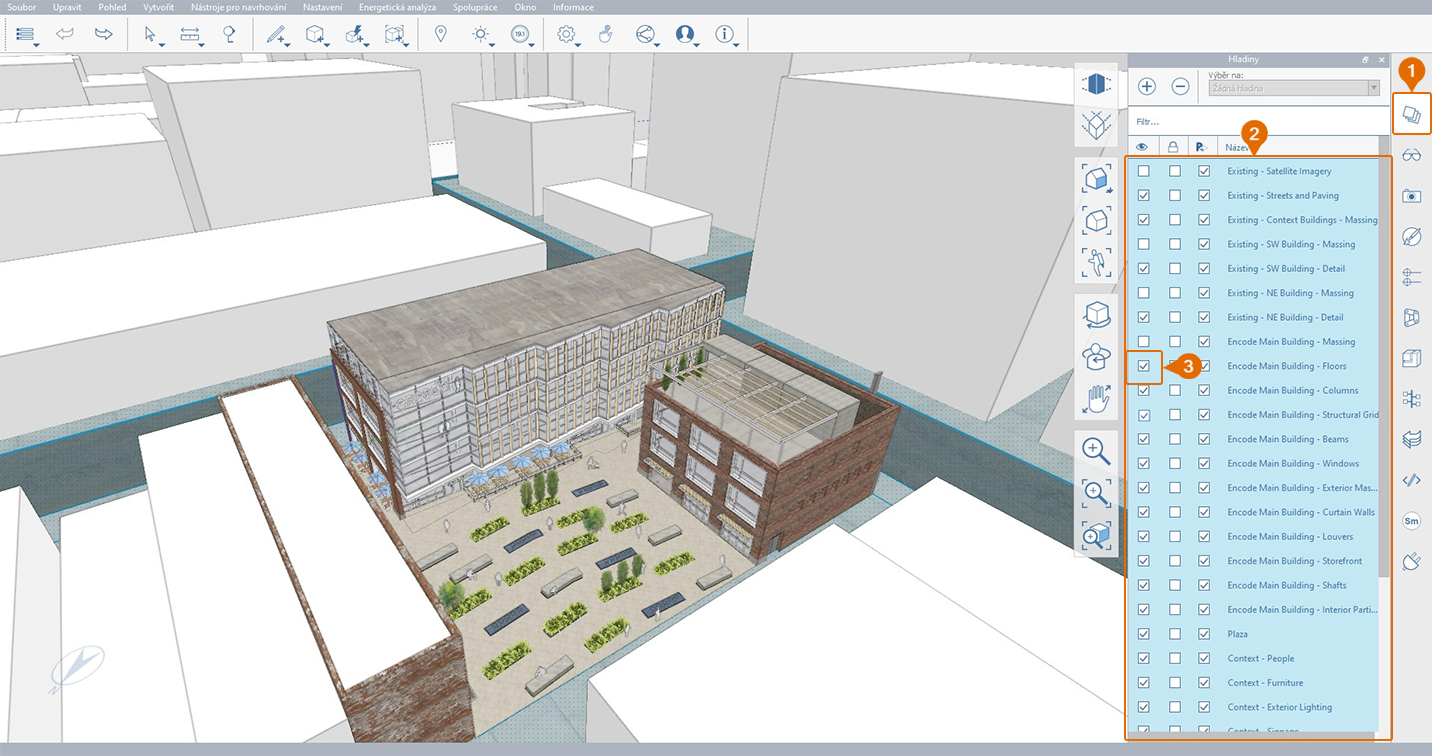 Soubor Upravit Pohled Vytvořit Nástroje pro navrhování Nastavení Energetická analýza Spolupráce Okno Informace
19.1
Hladiny
1
Výběr na:
Žádná hladina
Filtr...
2
Název
Existing - Satellite Imagery
Existing - Streets and Paving
Existing - Context Buildings - Massing
Existing - SW Building - Massing
Existing - SW Building - Detail
Existing - NE Building - Massing
Existing - NE Building - Detail
Encode Main Building - Massing
3
Encode Main Building - Floors
Encode Main Building - Columns
Encode Main Building - Structural Grid
Encode Main Building - Beams
Encode Main Building - Windows
Encode Main Building - Exterior Mas...
Encode Main Building - Curtain Walls
Encode Main Building - Louvers
Encode Main Building - Storefront
Encode Main Building - Shafts
Encode Main Building - Interior Parti...
Plaza
Context - People
Context - Furniture
Context - Exterior Lighting
Context - Signage
Sm
N